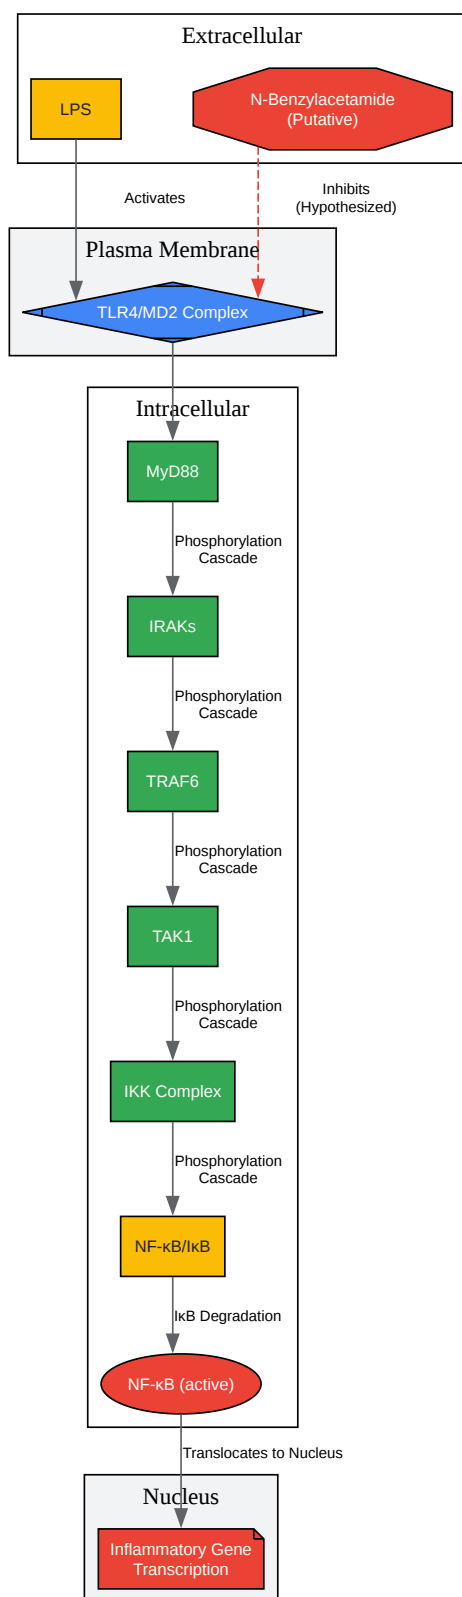 Extracellular
LPS
N-Benzylacetamide
(Putative)
Activates
Inhibits
(Hypothesized)
Plasma Membrane
TLR4/MD2 Complex
Intracellular
MyD88
Phosphorylation
Cascade
IRAKs
Phosphorylation
Cascade
TRAF6
Phosphorylation
Cascade
TAK1
Phosphorylation
Cascade
IKK Complex
Phosphorylation
Cascade
NF-κB/IκB
IκB Degradation
NF-κB (active)
Translocates to Nucleus
Nucleus
Inflammatory Gene
Transcription